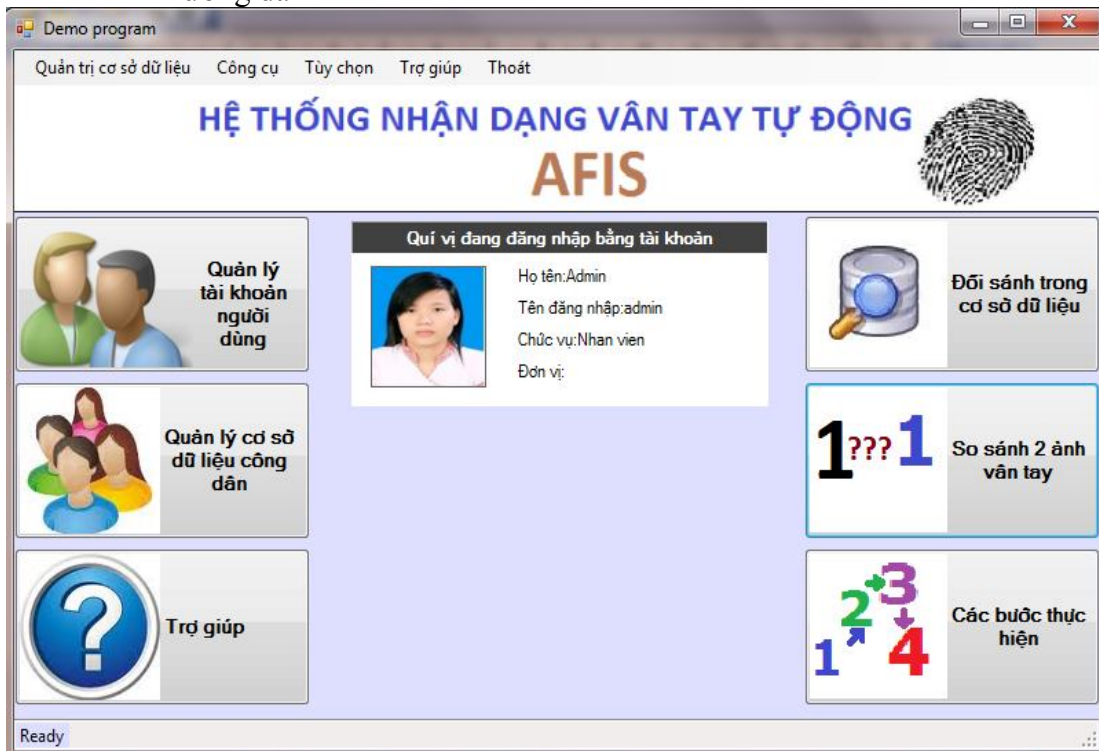 Demo program
Quản trị cơ sở dữ liệu Công cụ Tùy chọn Trợ giúp Thoát
HỆ THỐNG NHẬN DẠNG VÂN TAY TỰ ĐỘNG
AFIS
Quản lý
tài khoản
người
dùng
Quí vị đang đăng nhập bằng tài khoản
Họ tên:Admin
Tên đăng nhập:admin
Chức vụ:Nhan vien
Đơn vị:
Đối sánh trong
cơ sở dữ liệu
Quản lý cơ sở
dữ liệu công
dân
1???1
So sánh 2 ảnh
vân tay
Trợ giúp
1 2 3 4
Các bước thực
hiện
Ready